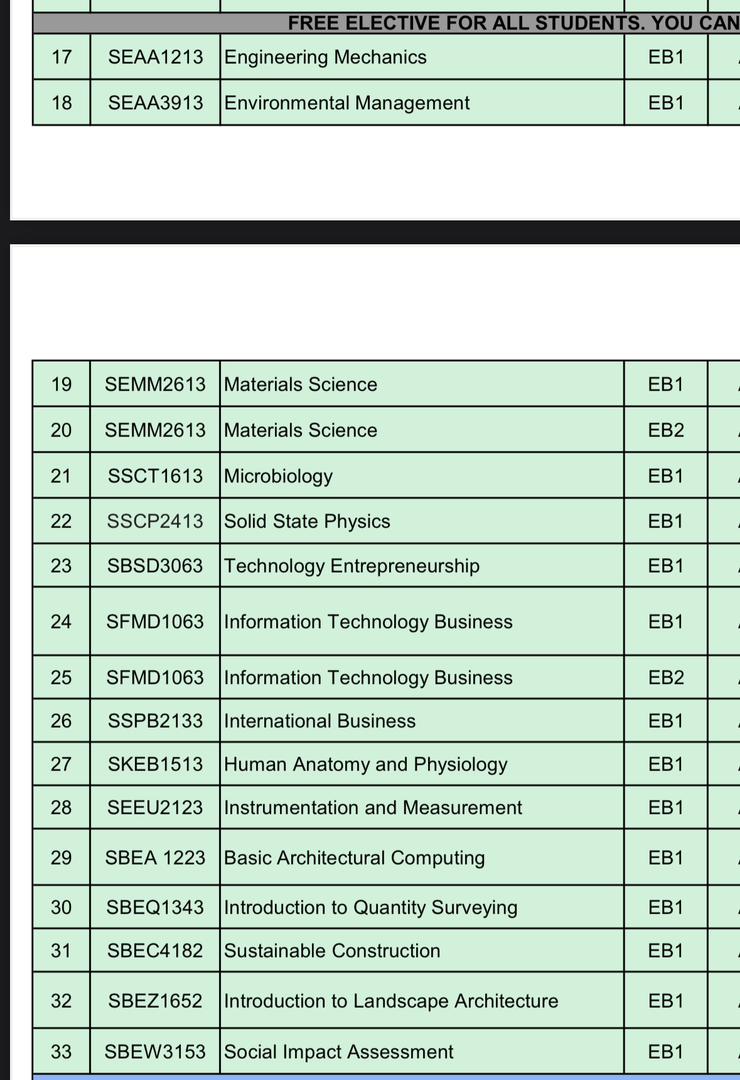 FREE ELECTIVE FOR ALL STUDENTS. YOU CAN
17 SEAA1213 Engineering Mechanics EB1
18 SEAA3913 Environmental Management EB1
19 SEMM2613 Materials Science EB1
20 SEMM2613 Materials Science EB2
21 SSCT1613 Microbiology EB1
22 SSCP2413 Solid State Physics EB1
23 SBSD3063 Technology Entrepreneurship EB1
24 SFMD1063 Information Technology Business EB1
25 SFMD1063 Information Technology Business EB2
26 SSPB2133 International Business EB1
27 SKEB1513 Human Anatomy and Physiology EB1
28 SEEU2123 Instrumentation and Measurement EB1
29 SBEA 1223 Basic Architectural Computing EB1
30 SBEQ1343 Introduction to Quantity Surveying EB1
31 SBEC4182 Sustainable Construction EB1
32 SBEZ1652 Introduction to Landscape Architecture EB1
33 SBEW3153 Social Impact Assessment EB1